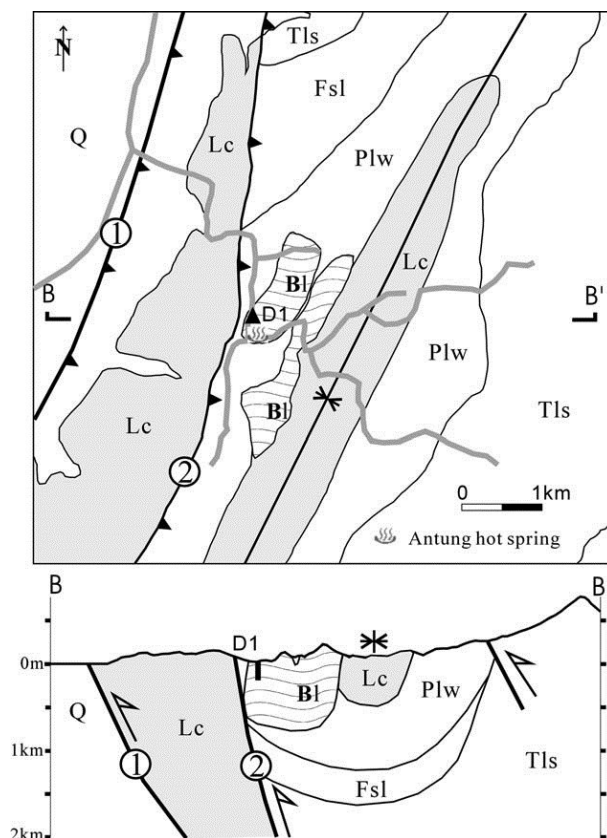 N
Tls
Fsl
Q
Lc
Plw
1
Lc
B
Bl
B'
D1
Plw
Bl
Lc
Tls
2
0 1km
Antung hot spring
B
B
D1
0m
Q
Bl
Lc
Plw
Lc
1km
1
2
Tls
Fsl
2km